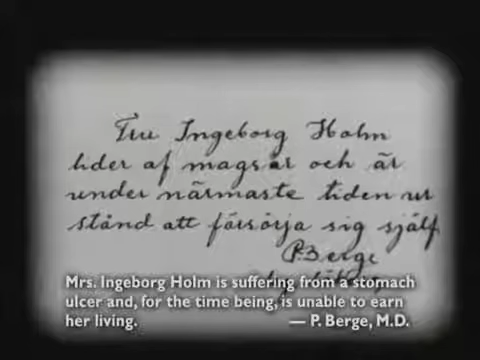 Fru Ingeborg Holm
lider af magsår och är
under närmaste tiden ur
stånd att försörja sig själf
P. Berge
Mrs. Ingeborg Holm is suffering from a stomach
ulcer and, for the time being, is unable to earn
her living. — P. Berge, M.D.